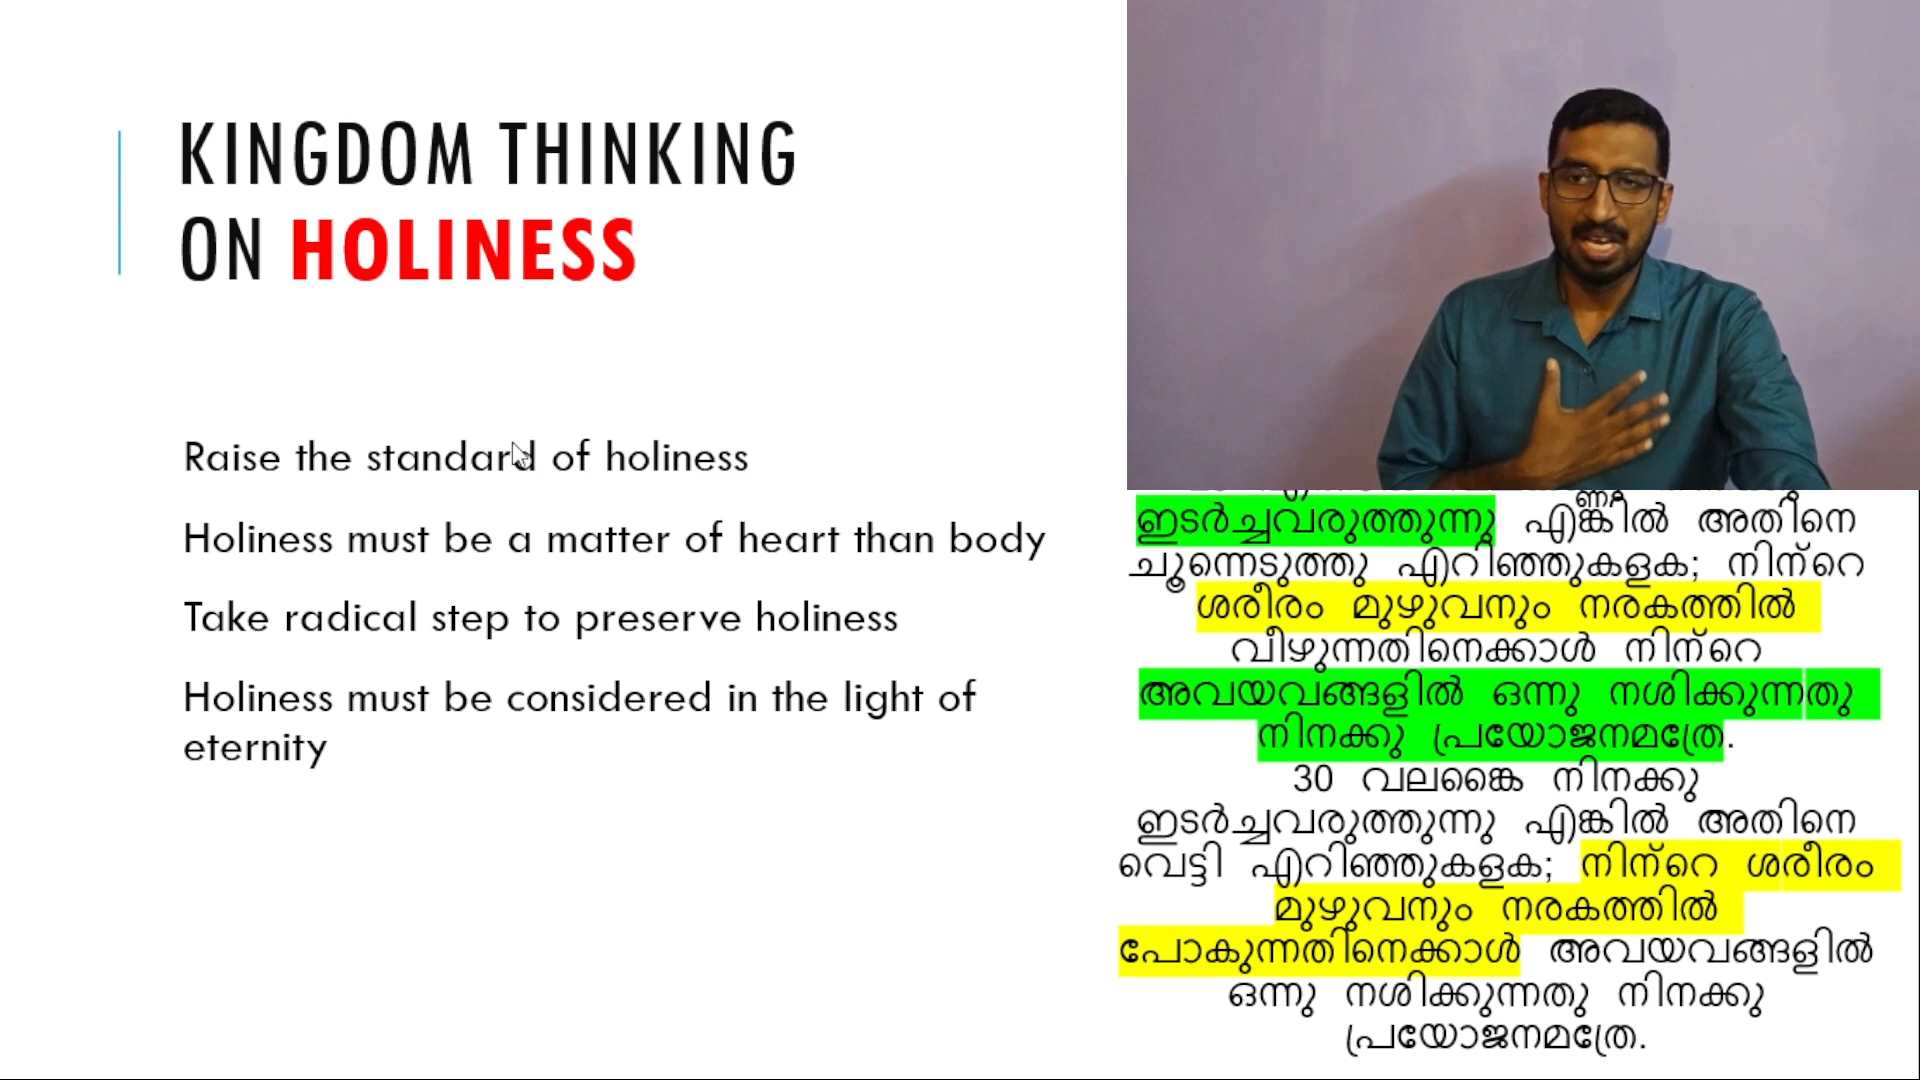 KINGDOM THINKING
ON HOLINESS
Raise the standard of holiness
Holiness must be a matter of heart than body
Take radical step to preserve holiness
Holiness must be considered in the light of
eternity
ഇടർച്ചവരുത്തുന്നു എങ്കിൽ അതിനെ
ചൂന്നെടുത്തു എറിഞ്ഞുകളക; നിന്റെ
ശരീരം മുഴുവനും നരകത്തിൽ
വീഴുന്നതിനെക്കാൾ നിന്റെ
അവയവങ്ങളിൽ ഒന്നു നശിക്കുന്നതു
നിനക്കു പ്രയോജനമത്രേ.
30 വലങ്കൈ നിനക്കു
ഇടർച്ചവരുത്തുന്നു എങ്കിൽ അതിനെ
വെട്ടി എറിഞ്ഞുകളക; നിന്റെ ശരീരം
മുഴുവനും നരകത്തിൽ
പോകുന്നതിനെക്കാൾ അവയവങ്ങളിൽ
ഒന്നു നശിക്കുന്നതു നിനക്കു
പ്രയോജനമത്രേ.